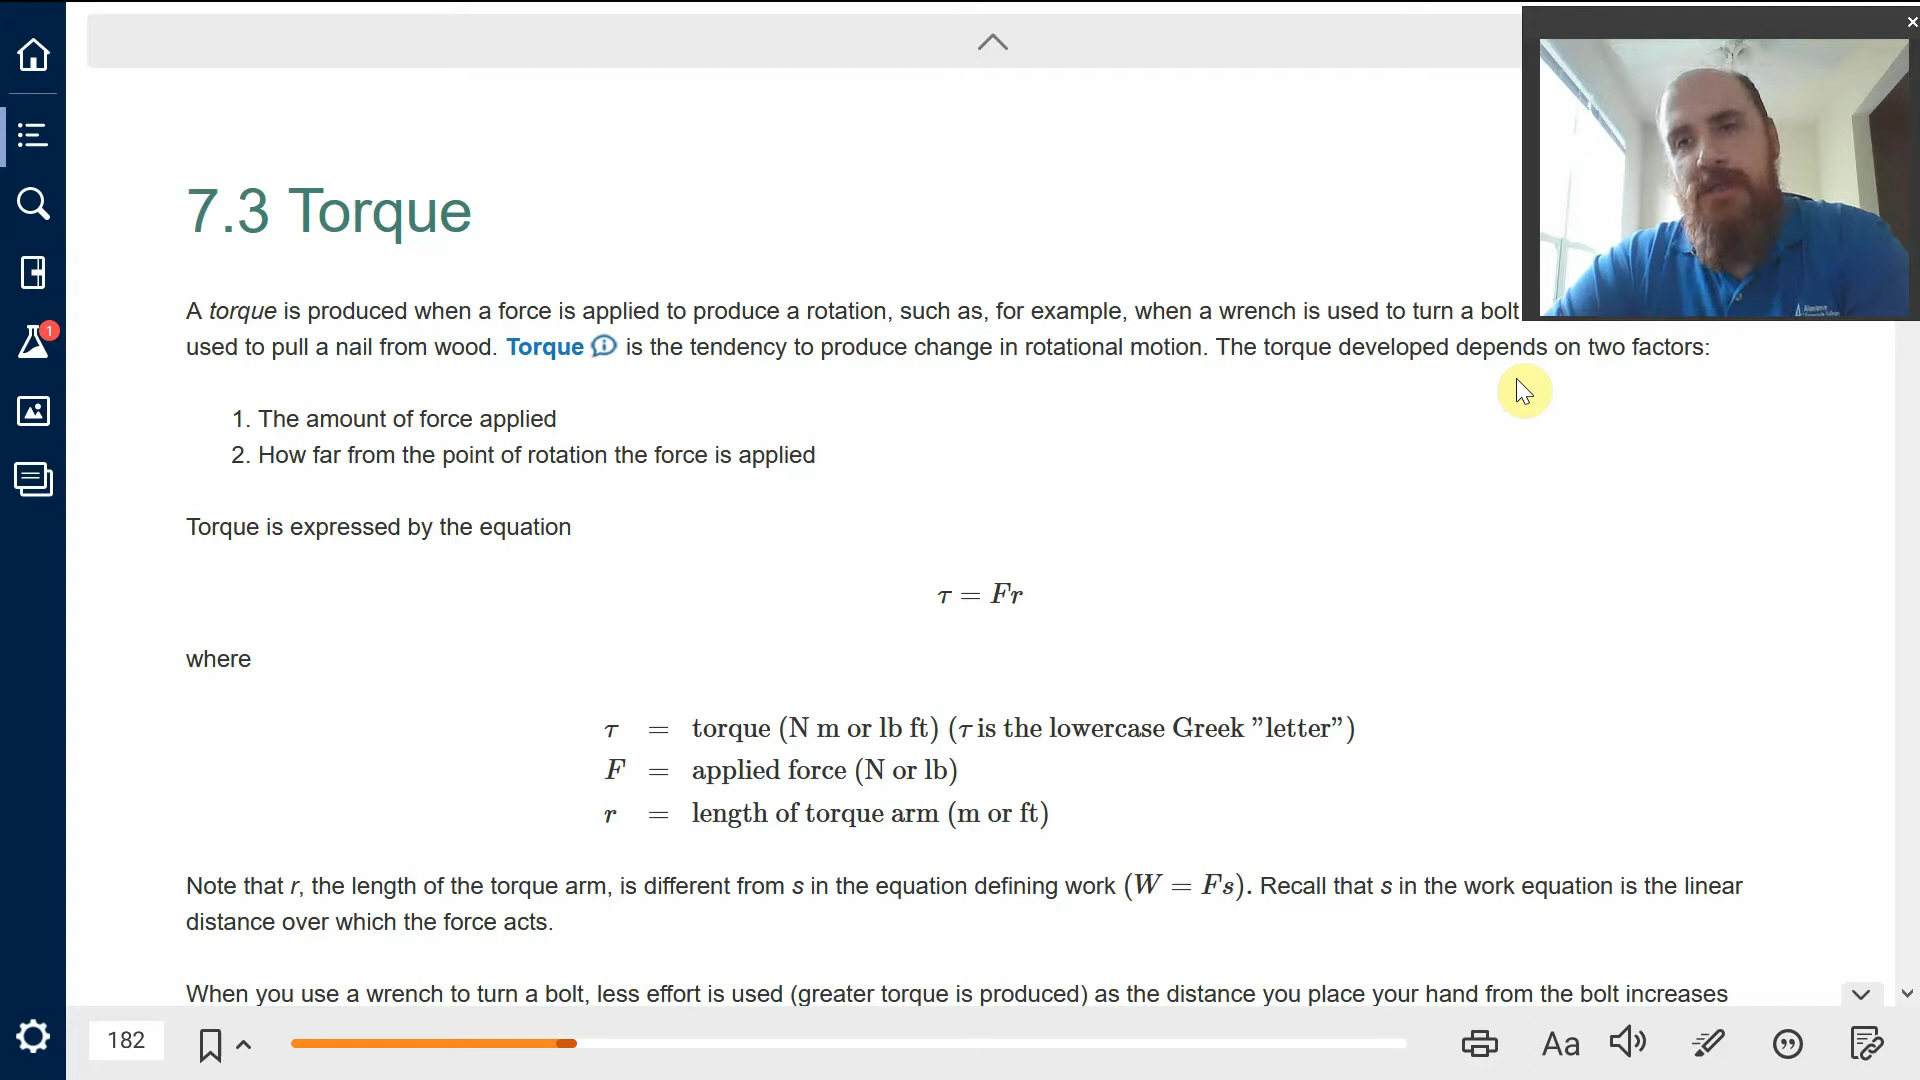 7.3 Torque
A torque is produced when a force is applied to produce a rotation, such as, for example, when a wrench is used to turn a bolt
used to pull a nail from wood. Torque is the tendency to produce change in rotational motion. The torque developed depends on two factors:
1. The amount of force applied
2. How far from the point of rotation the force is applied
Torque is expressed by the equation
τ = Fr
where
τ = torque (N m or lb ft) (τ is the lowercase Greek ”letter”)
F = applied force (N or lb)
r = length of torque arm (m or ft)
Note that r, the length of the torque arm, is different from s in the equation defining work (W = Fs). Recall that s in the work equation is the linear
distance over which the force acts.
When you use a wrench to turn a bolt, less effort is used (greater torque is produced) as the distance you place your hand from the bolt increases
1
182
Aa